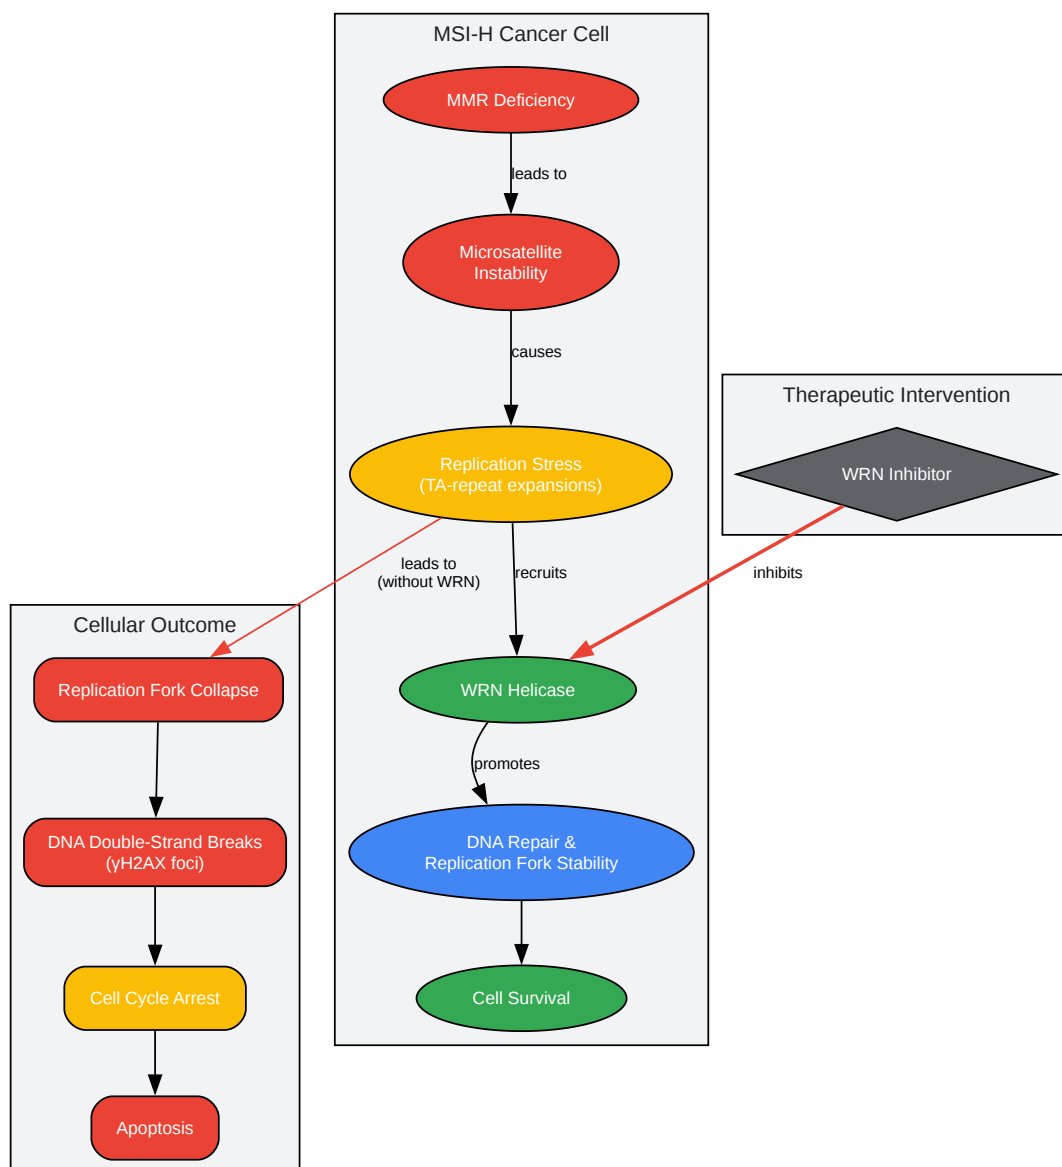 MSI-H Cancer Cell
MMR Deficiency
leads to
Microsatellite
Instability
causes
Therapeutic Intervention
Replication Stress
(TA-repeat expansions)
WRN Inhibitor
leads to
(without WRN)
recruits
inhibits
Cellular Outcome
Replication Fork Collapse
WRN Helicase
promotes
DNA Double-Strand Breaks
(γH2AX foci)
DNA Repair &
Replication Fork Stability
Cell Cycle Arrest
Cell Survival
Apoptosis